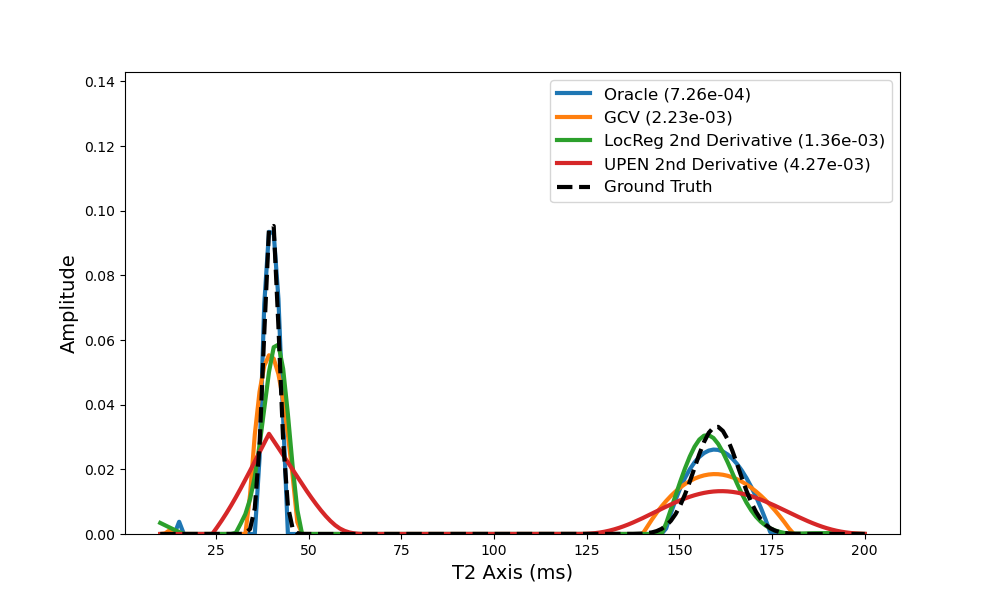 Oracle (7.26e-04)
GCV (2.23e-03)
LocReg 2nd Derivative (1.36e-03)
UPEN 2nd Derivative (4.27e-03)
Ground Truth
Amplitude
0.14
0.12
0.10
0.08
0.06
0.04
0.02
0.00
25 50 75 100 125 150 175 200
T2 Axis (ms)